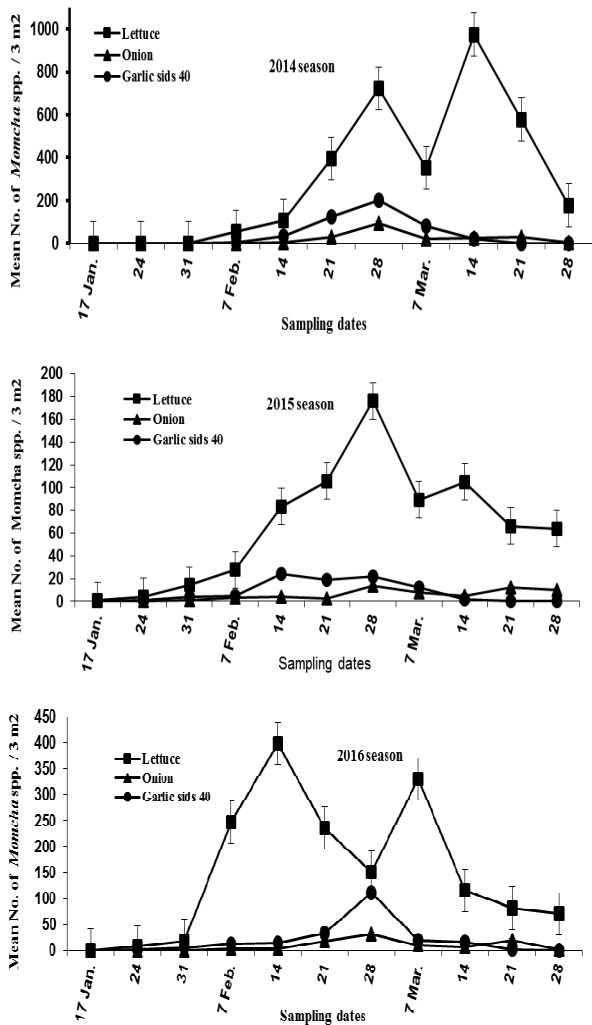 Mean No. of Momcha spp. / 3 m2
1000
800
600
400
200
0
Lettuce
Onion
Garlic sids 40
2014 season
17 Jan.
24
31
7 Feb.
14
21
28
7 Mar.
14
21
28
Sampling dates
Mean No. of Momcha spp. / 3 m2
200
180
160
140
120
100
80
60
40
20
0
Lettuce
Onion
Garlic sids 40
2015 season
17 Jan.
24
31
7 Feb.
14
21
28
7 Mar.
14
21
28
Sampling dates
Mean No. of Momcha spp. / 3 m2
450
400
350
300
250
200
150
100
50
0
Lettuce
Onion
Garlic sids 40
2016 season
17 Jan.
24
31
7 Feb.
14
21
28
7 Mar.
14
21
28
Sampling dates